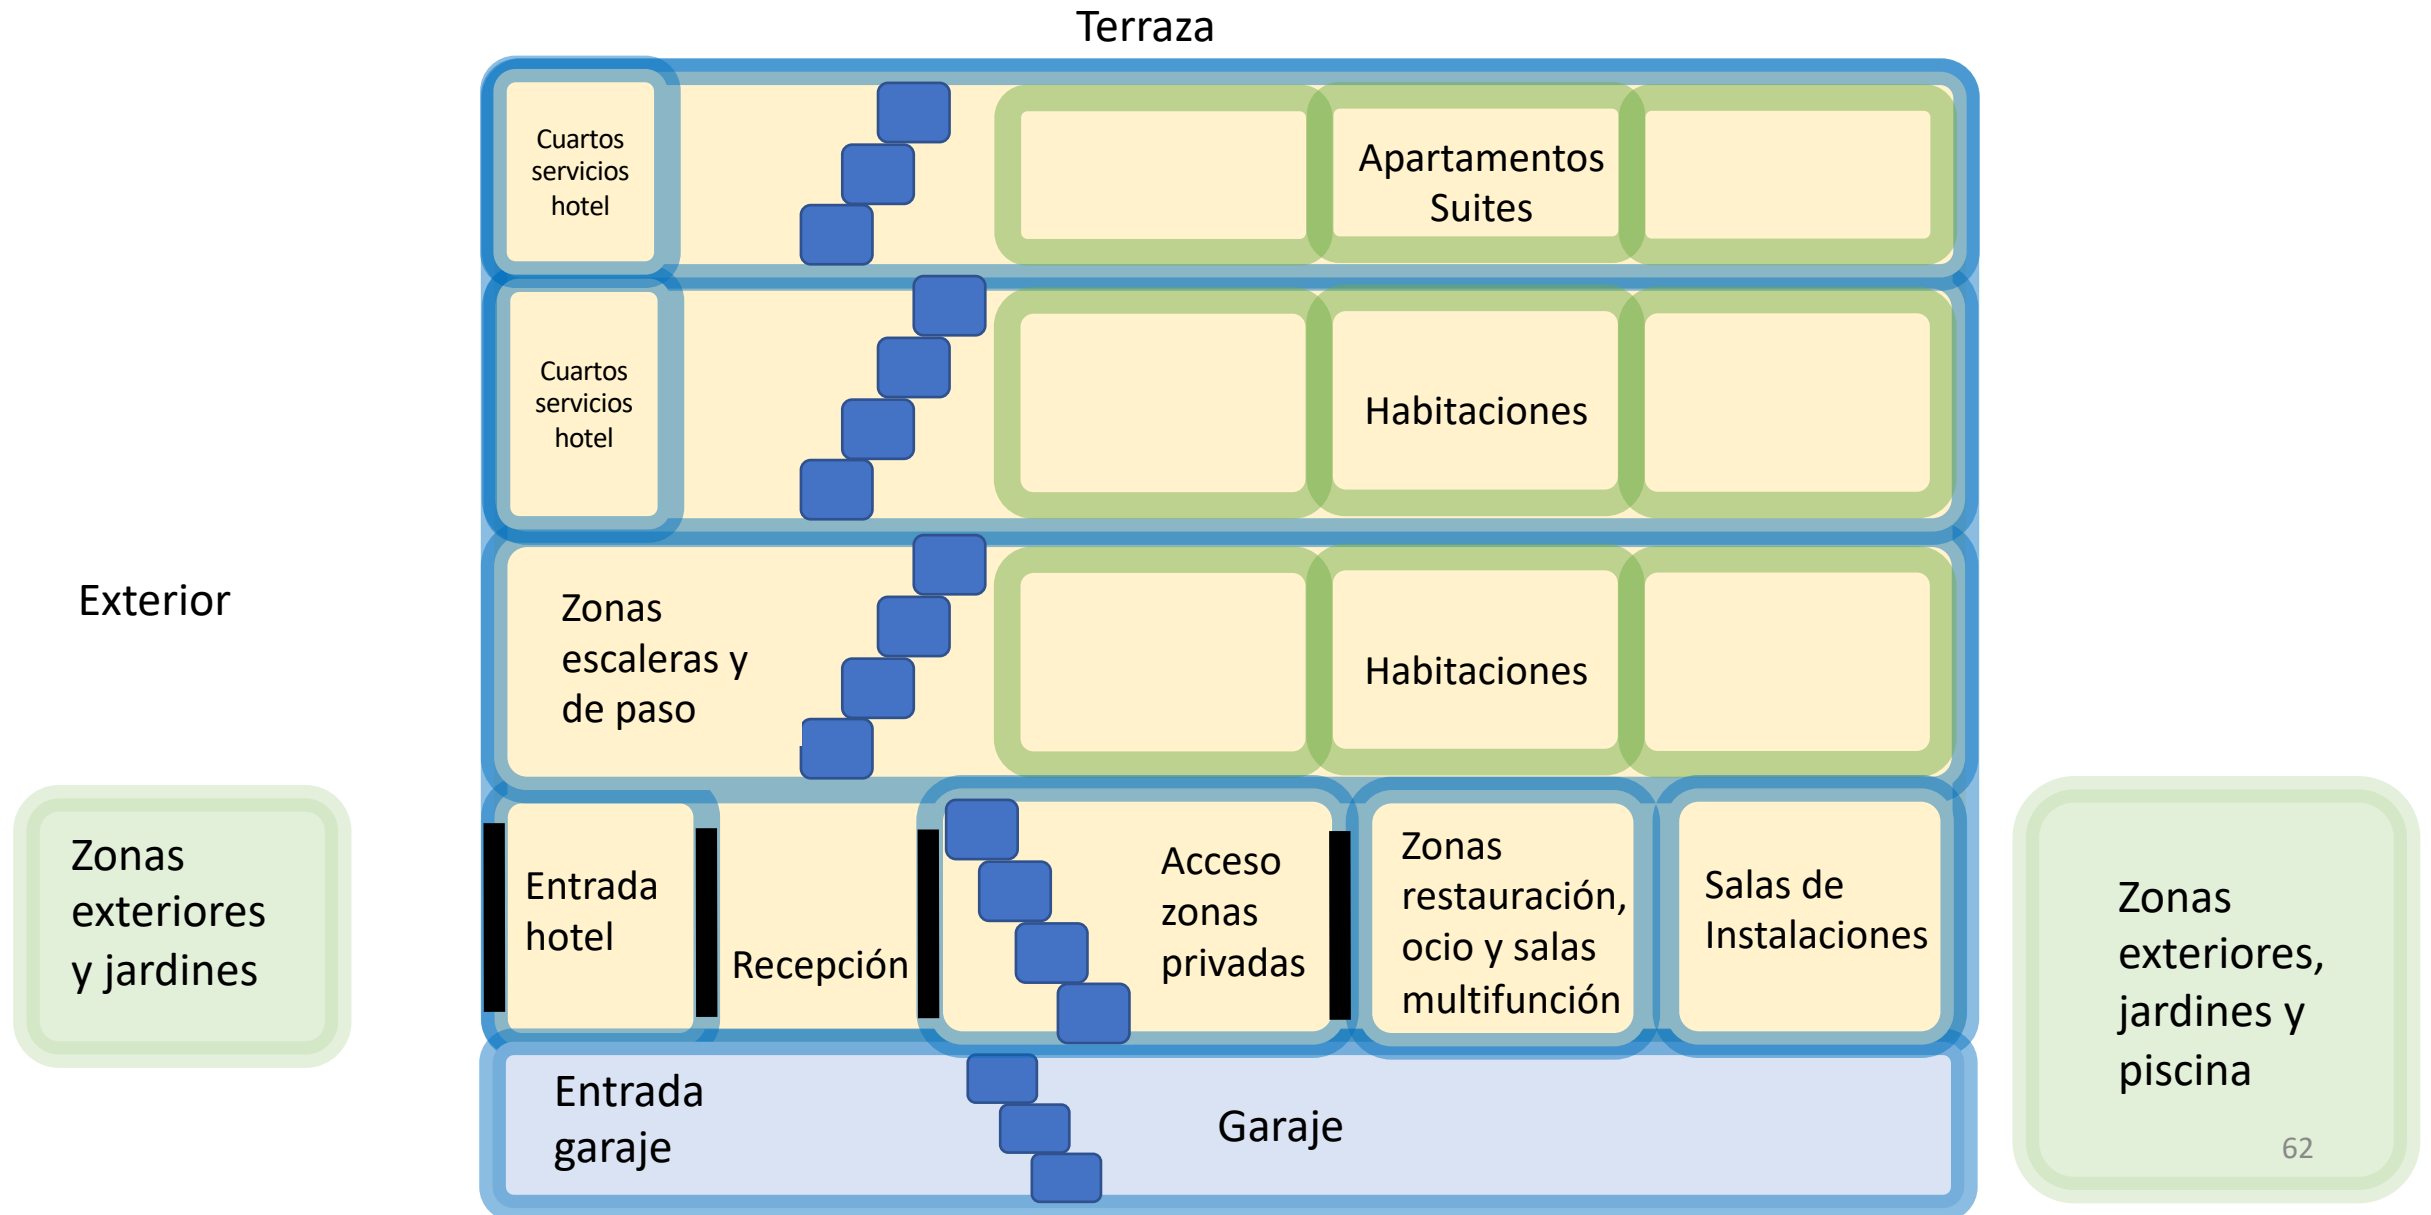 Terraza
Cuartos
servicios
hotel
Apartamentos
Suites
Cuartos
servicios
hotel
Habitaciones
Exterior
Zonas
escaleras y
de paso
Habitaciones
Zonas
exteriores
y jardines
Entrada
hotel
Recepción
Acceso
zonas
privadas
Zonas
restauración,
ocio y salas
multifunción
Salas de
Instalaciones
Zonas
exteriores,
jardines y
piscina
Entrada
garaje
Garaje
62